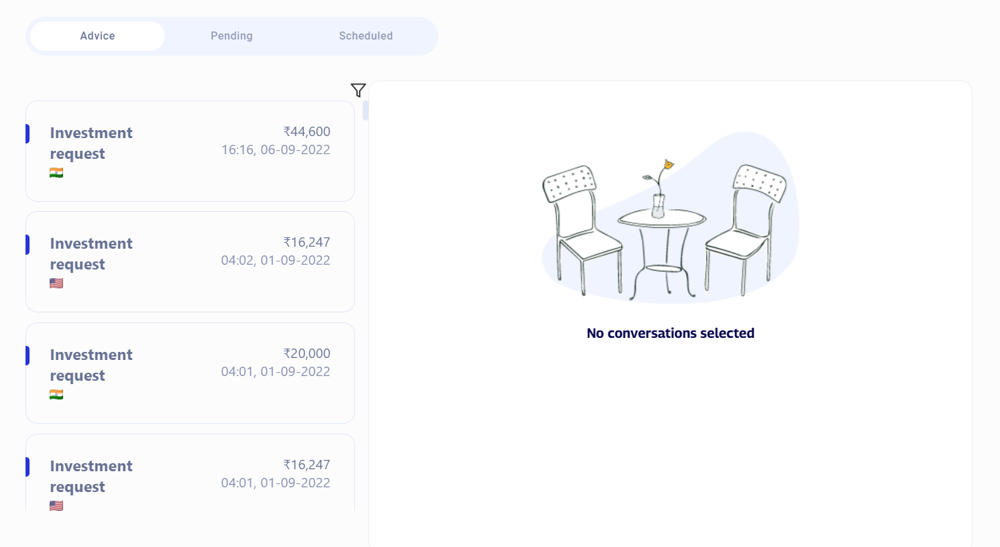 Advice
Pending
Scheduled
Investment
request
₹44,600
16:16, 06-09-2022
Investment
request
₹16,247
04:02, 01-09-2022
Investment
request
₹20,000
04:01, 01-09-2022
Investment
request
₹16,247
04:01, 01-09-2022
No conversations selected